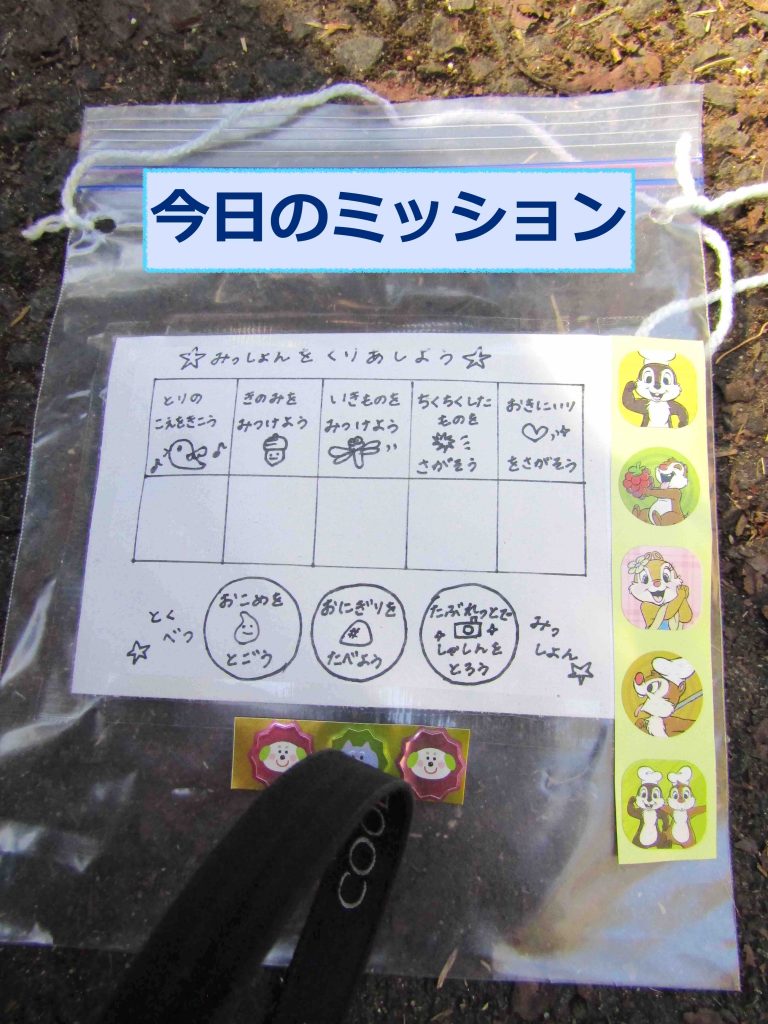 今日のミッション
☆みっしょんをくりあしよう☆
とりの
こえをきこう
きのみを
みつけよう
いきものを
みつけよう
ちくちくした
ものを
さがそう
おきにいり
をさがそう
とく
べつ
おこめを
とごう
おにぎりを
たべよう
たぶれっとで
しゃしんを
とろう
みっ
しょん
COO